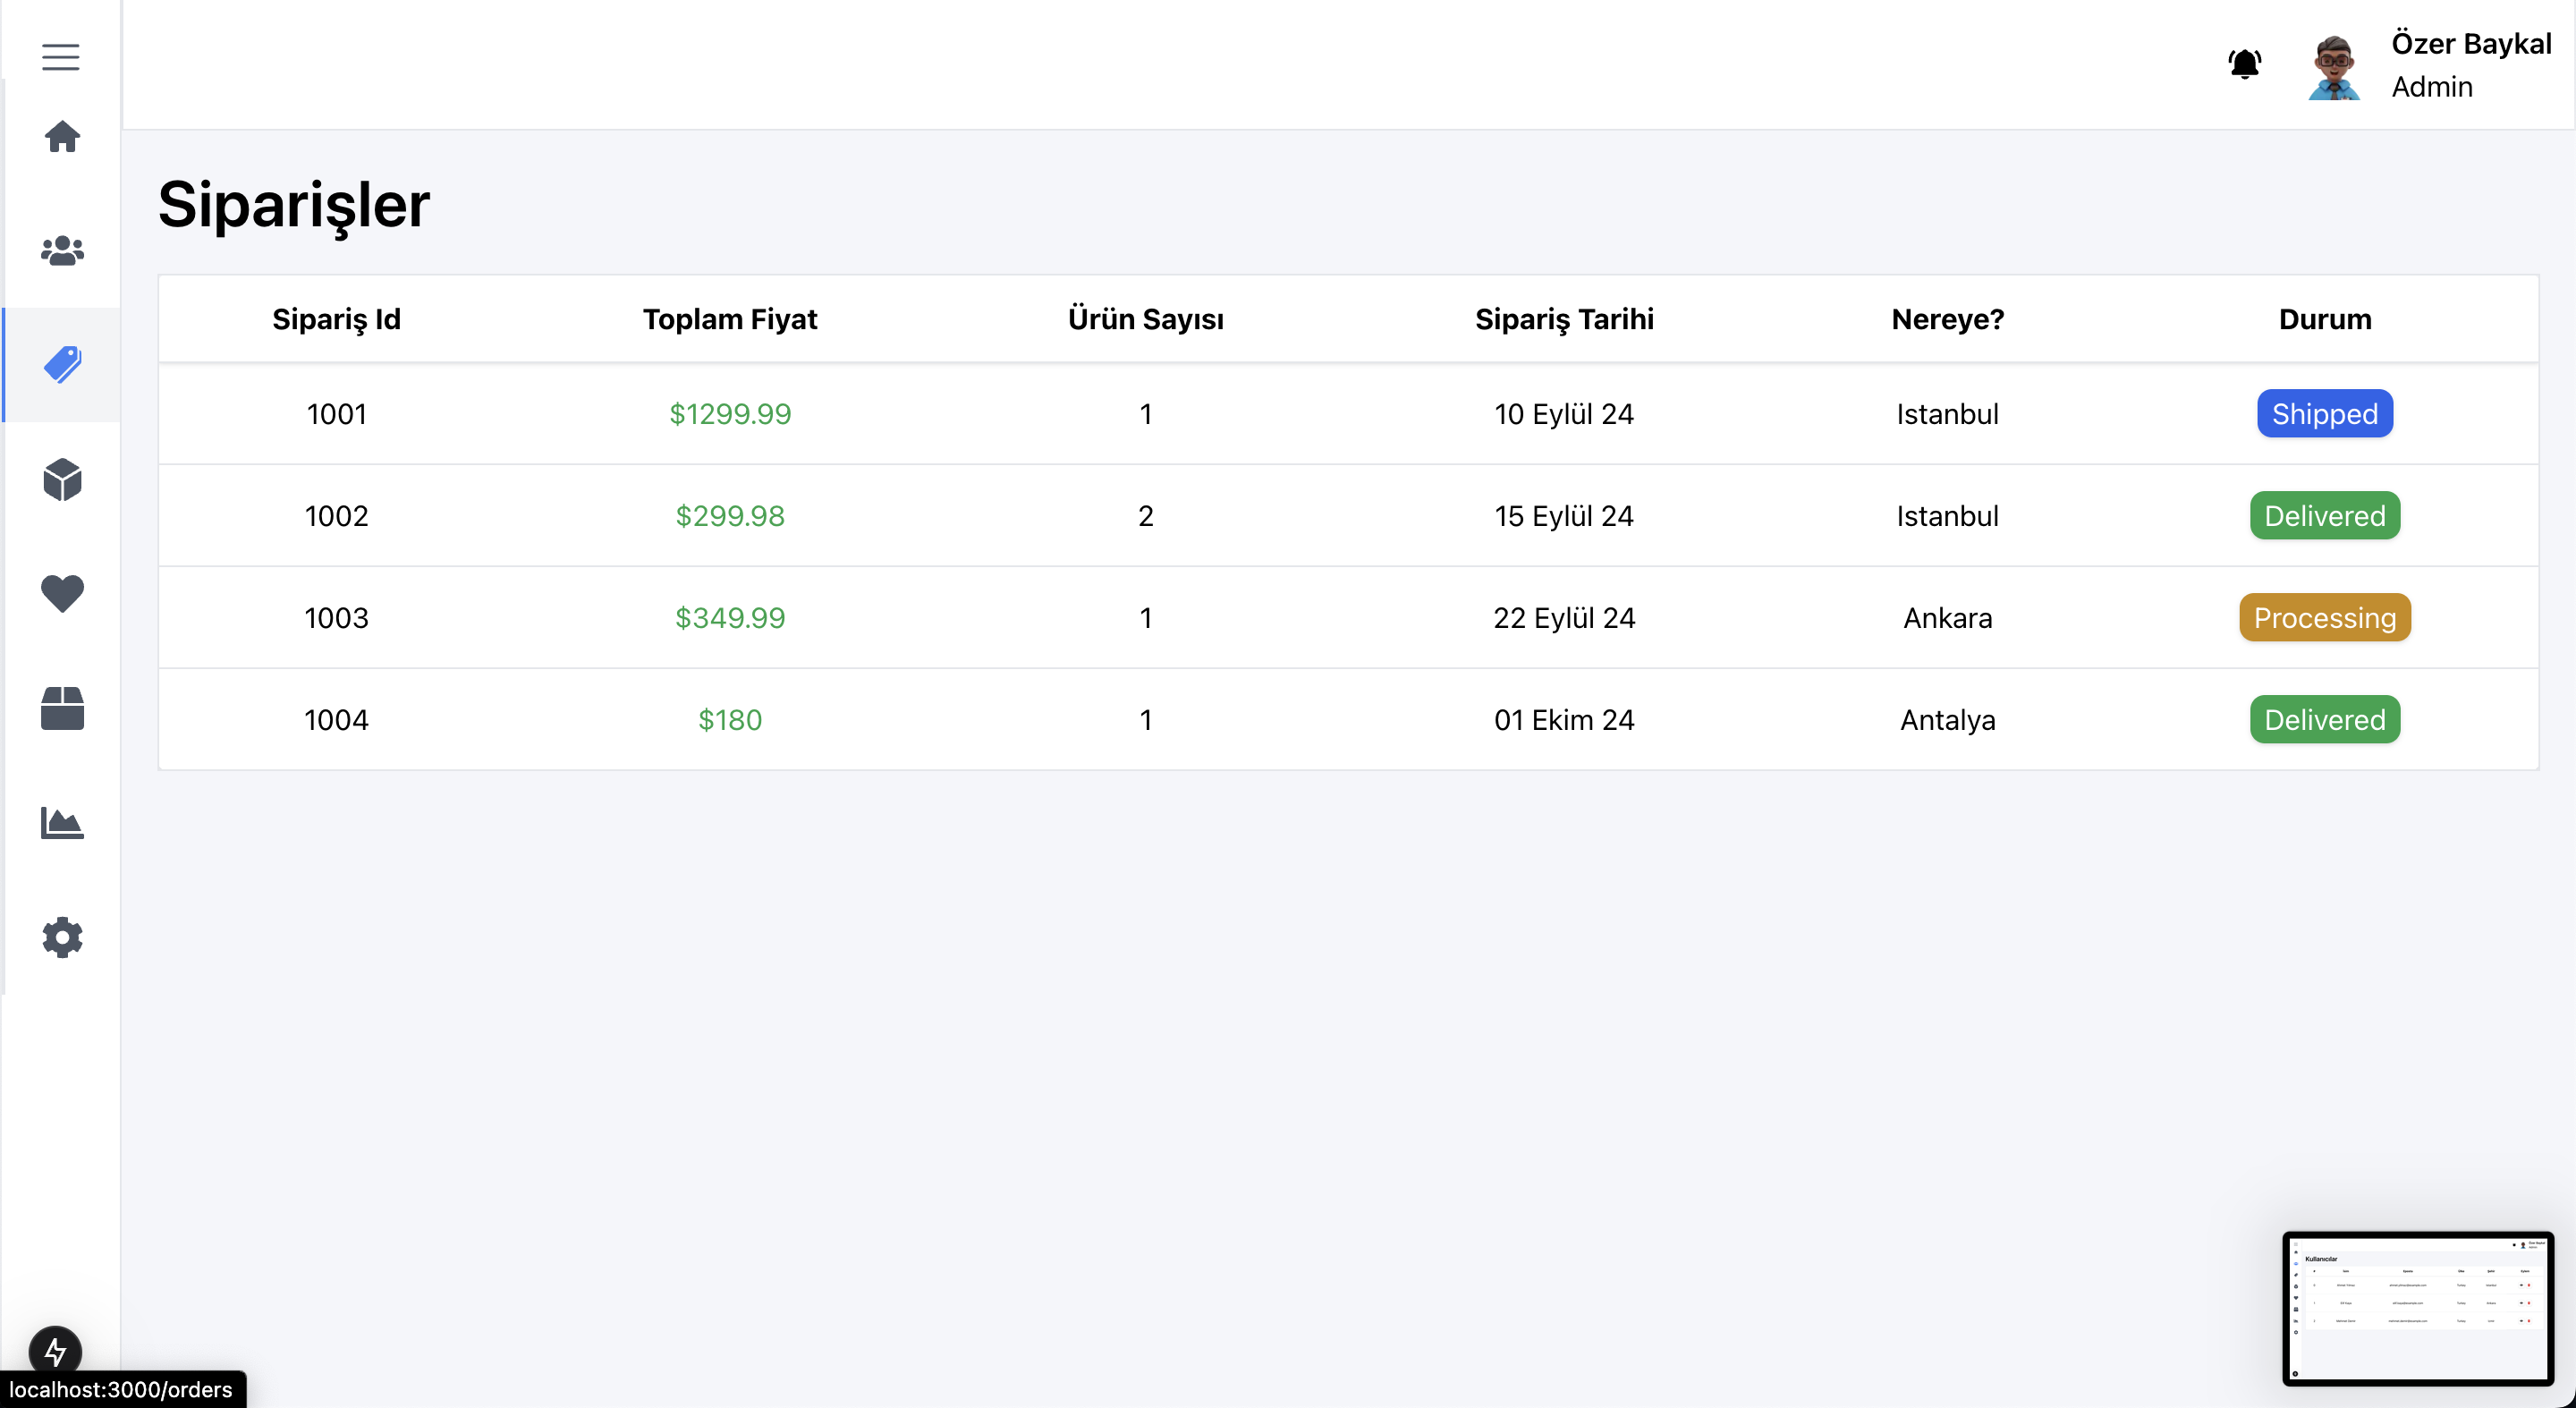 Özer Baykal
Admin
Siparişler
Sipariş Id Toplam Fiyat Ürün Sayısı Sipariş Tarihi Nereye? Durum
1001 $1299.99 1 10 Eylül 24 Istanbul Shipped
1002 $299.98 2 15 Eylül 24 Istanbul Delivered
1003 $349.99 1 22 Eylül 24 Ankara Processing
1004 $180 1 01 Ekim 24 Antalya Delivered
Kullanıcılar
localhost:3000/orders